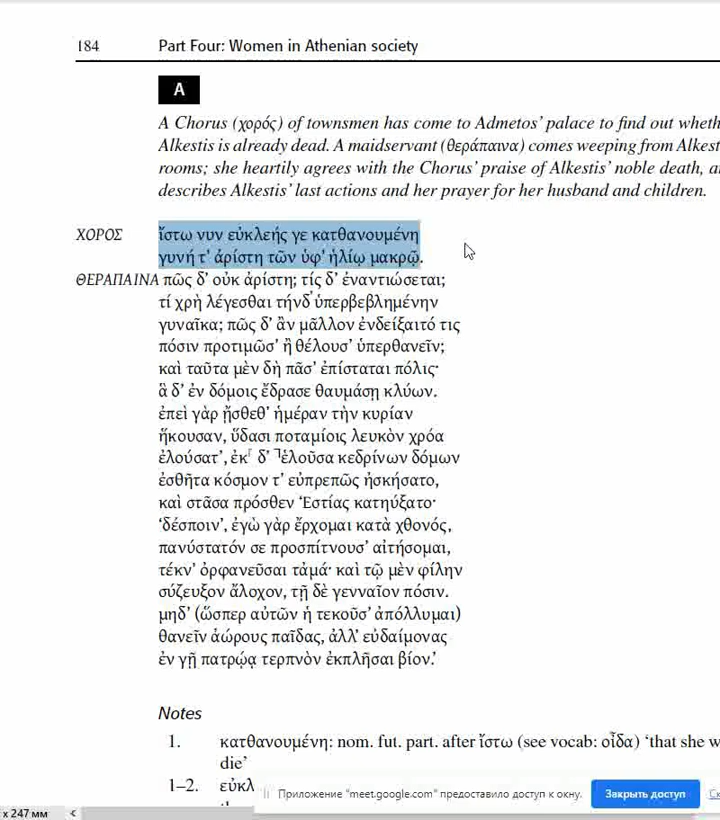 184 Part Four: Women in Athenian society
A
A Chorus (χορός) of townsmen has come to Admetos' palace to find out
Alkestis is already dead. A maidservant (θεράπαινα) comes weeping from
rooms; she heartily agrees with the Chorus' praise of Alkestis' noble death,
describes Alkestis' last actions and her prayer for her husband and children.
ΧΟΡΟΣ ἴστω νυν εὐκλεής γε κατθανουμένη
γυνή τ' ἀρίστη τῶν ὑφ' ἡλίῳ μακρῷ.
ΘΕΡΑΠΑΙΝΑ πῶς δ' οὐκ ἀρίστη; τίς δ' ἐναντιώσεται;
τί χρὴ λέγεσθαι τήνδ' ὑπερβεβλημένην
γυναῖκα; πῶς δ' ἂν μᾶλλον ἐνδείξαιτό τις
πόσιν προτιμῶσ' ἢ θέλουσ' ὑπερθανεῖν;
καὶ ταῦτα μὲν δὴ πᾶσ' ἐπίσταται πόλις·
ἃ δ' ἐν δόμοις ἔδρασε θαυμάσῃ κλύων.
ἐπεὶ γὰρ ᾔσθεθ' ἡμέραν τὴν κυρίαν
ἥκουσαν, ὕδασι ποταμίοις λευκὸν χρόα
ἐλούσατ', ἐκ⌈ δ' ⌉ἑλοῦσα κεδρίνων δόμων
ἐσθῆτα κόσμον τ' εὐπρεπῶς ἠσκήσατο,
καὶ στᾶσα πρόσθεν Ἑστίας κατηύξατο·
'δέσποιν', ἐγὼ γὰρ ἔρχομαι κατὰ χθονός,
πανύστατόν σε προσπίτνουσ' αἰτήσομαι,
τέκν' ὀρφανεῦσαι τἀμά· καὶ τῷ μὲν φίλην
σύζευξον ἄλοχον, τῇ δὲ γενναῖον πόσιν.
μηδ' (ὥσπερ αὐτῶν ἡ τεκοῦσ' ἀπόλλυμαι)
θανεῖν ἀώρους παῖδας, ἀλλ' εὐδαίμονας
ἐν γῇ πατρῴᾳ τερπνὸν ἐκπλῆσαι βίον.'
Notes
1. κατθανουμένη: nom. fut. part. after ἴστω (see vocab: οἶδα) 'that she
die'
1–2.
Приложение "meet.google.com" предоставило доступ к окну. Закрыть доступ
x 247 мм